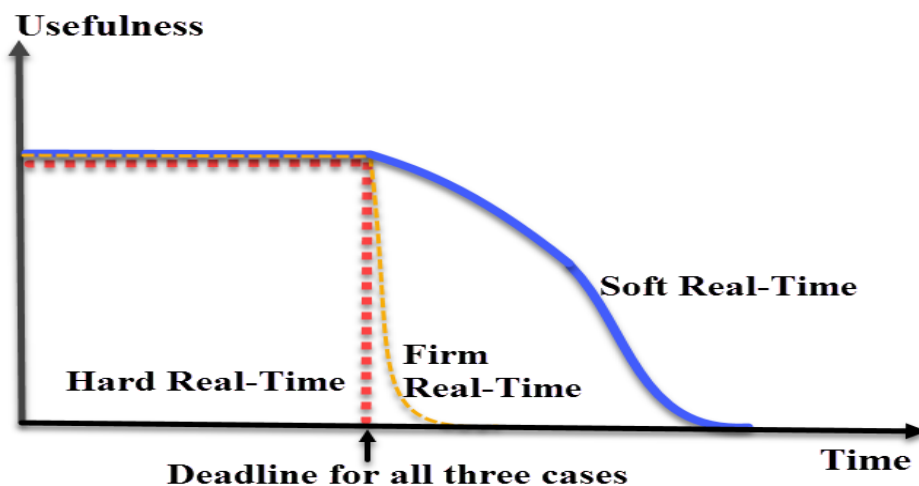 Usefulness
Soft Real-Time
Firm
Real-Time
Hard Real-Time
Time
Deadline for all three cases